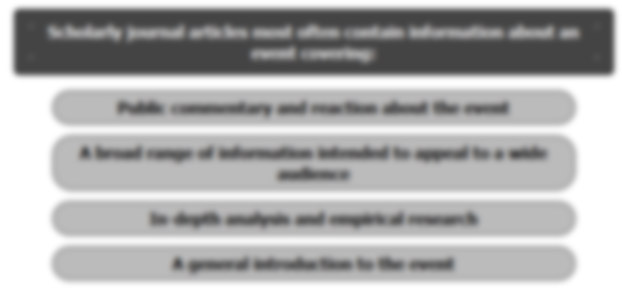 Scholarly journal articles most often contain information about an
event covering:
Public commentary and reaction about the event
A broad range of information intended to appeal to a wide
audience
In-depth analysis and empirical research
A general introduction to the event